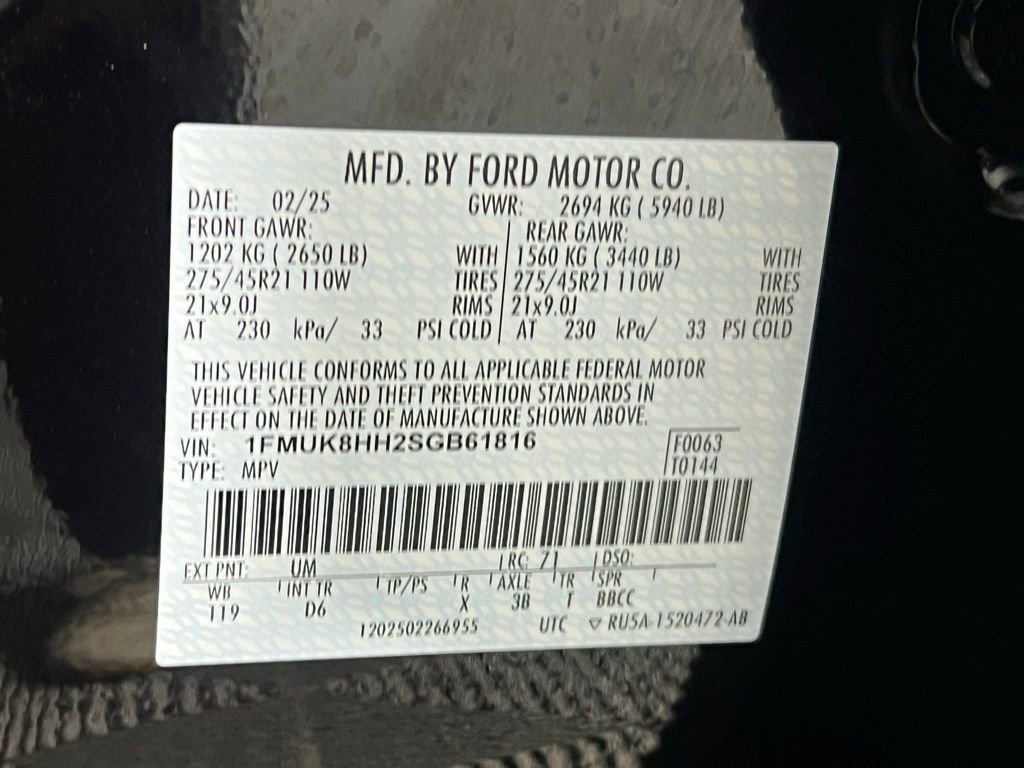 MFD. BY FORD MOTOR CO.
DATE: 02/25 GVWR: 2694 KG ( 5940 LB)
FRONT GAWR: REAR GAWR:
1202 KG ( 2650 LB) WITH 1560 KG ( 3440 LB) WITH
275/45R21 110W TIRES 275/45R21 110W TIRES
21x9.0J RIMS 21x9.0J RIMS
AT 230 kPa/ 33 PSI COLD AT 230 kPa/ 33 PSI COLD
THIS VEHICLE CONFORMS TO ALL APPLICABLE FEDERAL MOTOR
VEHICLE SAFETY AND THEFT PREVENTION STANDARDS IN
EFFECT ON THE DATE OF MANUFACTURE SHOWN ABOVE.
VIN: 1FMUK8HH2SGB61816 F0063
TYPE: MPV T0144
EXT PNT: UM RC: 71 DSO:
WB INT TR TP/PS R AXLE TR SPR
119 D6 X 3B T BBCC
1202502266955 UTC ▽ RU5A-1520472-AB